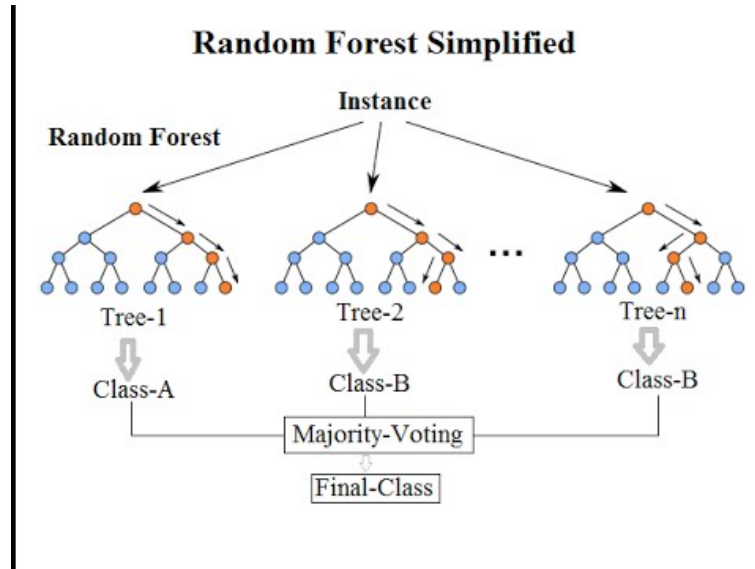 Random Forest Simplified
Instance
Random Forest
...
Tree-1
Tree-2
Tree-n
Class-A
Class-B
Class-B
Majority-Voting
Final-Class